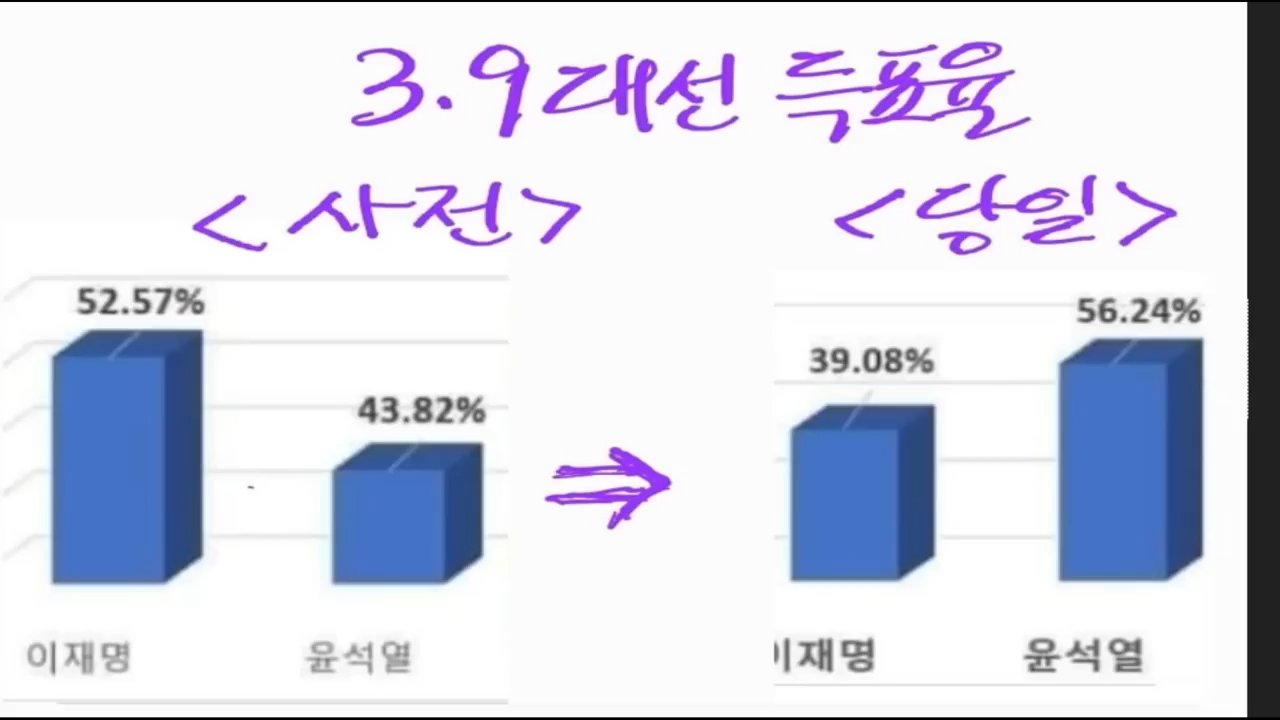 3.9 대선 득표율
<사전> <당일>
52.57%
43.82%
이재명 윤석열
39.08%
56.24%
이재명 윤석열